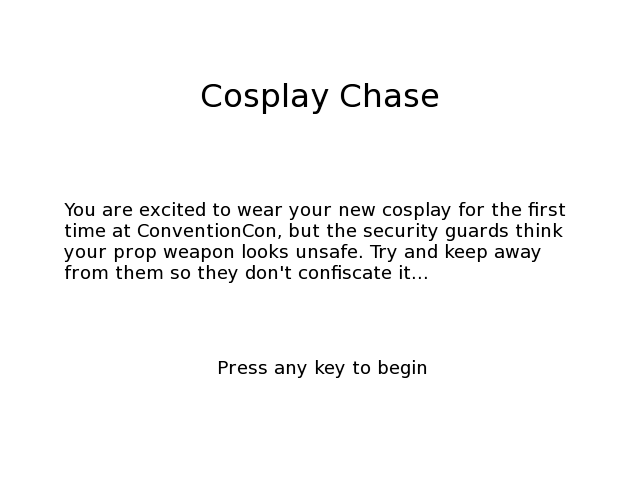 Cosplay Chase
You are excited to wear your new cosplay for the first
time at ConventionCon, but the security guards think
your prop weapon looks unsafe. Try and keep away
from them so they don't confiscate it...
Press any key to begin